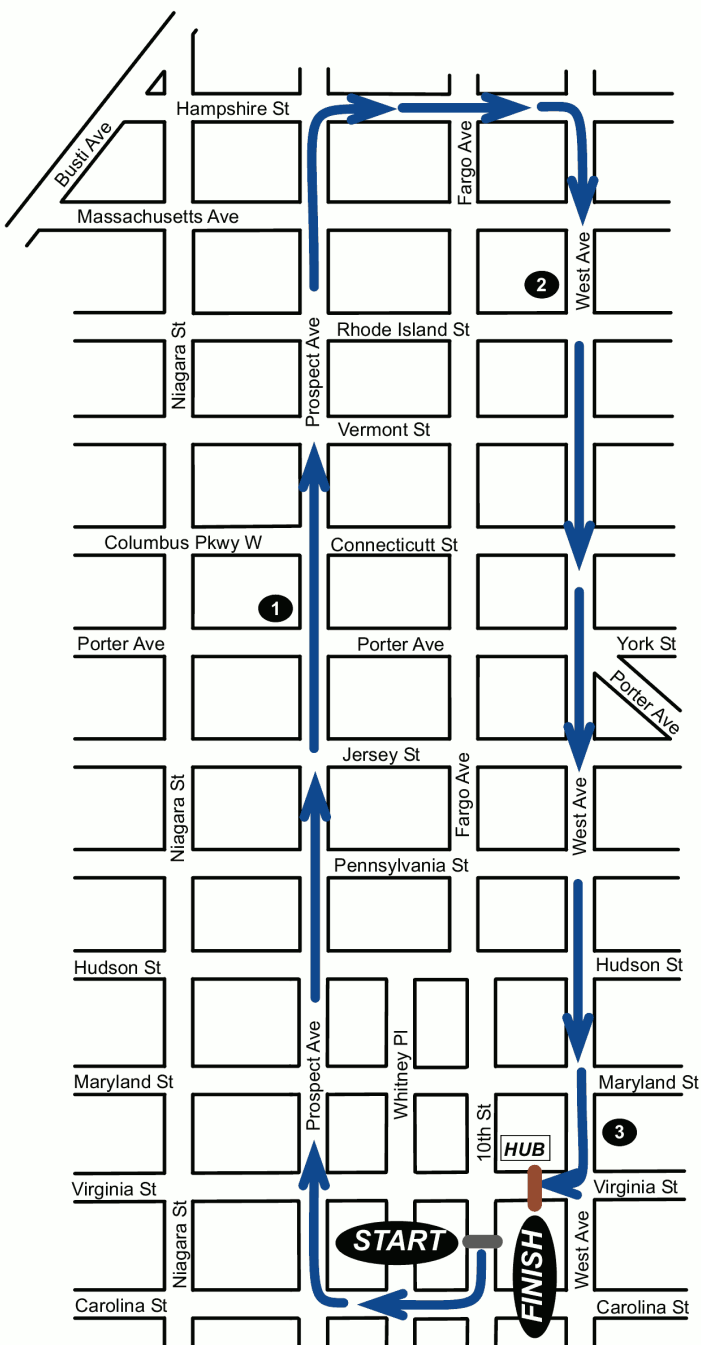 Hampshire St
Busti Ave
Fargo Ave
Massachusetts Ave
West Ave
2
Rhode Island St
Niagara St
Prospect Ave
Vermont St
Columbus Pkwy W
Connecticutt St
1
Porter Ave
Porter Ave
York St
Porter Ave
Jersey St
Niagara St
Fargo Ave
West Ave
Pennsylvania St
Hudson St
Hudson St
Prospect Ave
Whitney Pl
Maryland St
Maryland St
10th St
3
HUB
Virginia St
Virginia St
Niagara St
START
FINISH
West Ave
Carolina St
Carolina St